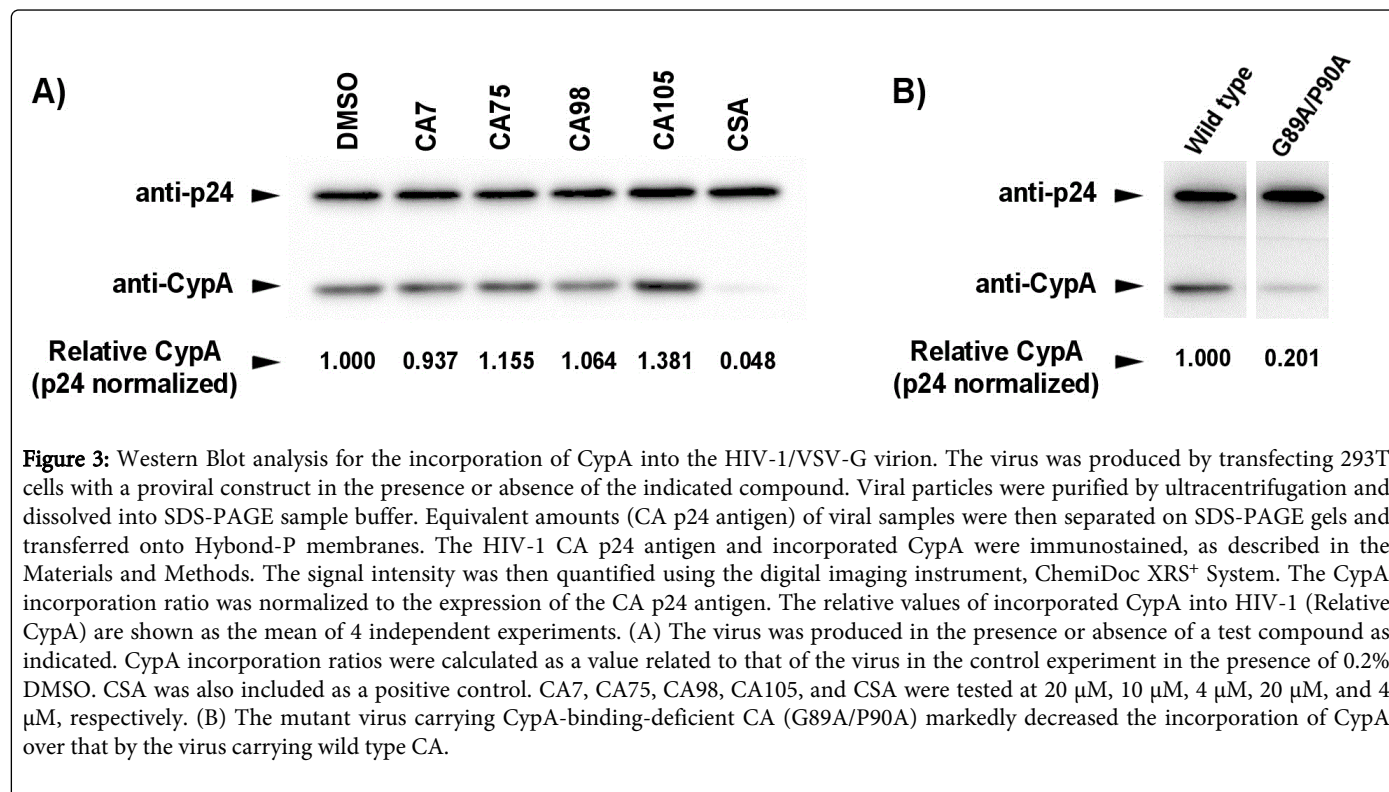 A)
DMSO CA7 CA75 CA98 CA105 CSA
anti-p24
anti-CypA
Relative CypA
(p24 normalized)
1.000 0.937 1.155 1.064 1.381 0.048
B)
Wild type G89A/P90A
anti-p24
anti-CypA
Relative CypA
(p24 normalized)
1.000 0.201
Figure 3: Western Blot analysis for the incorporation of CypA into the HIV-1/VSV-G virion. The virus was produced by transfecting 293T
cells with a proviral construct in the presence or absence of the indicated compound. Viral particles were purified by ultracentrifugation and
dissolved into SDS-PAGE sample buffer. Equivalent amounts (CA p24 antigen) of viral samples were then separated on SDS-PAGE gels and
transferred onto Hybond-P membranes. The HIV-1 CA p24 antigen and incorporated CypA were immunostained, as described in the
Materials and Methods. The signal intensity was then quantified using the digital imaging instrument, ChemiDoc XRS⁺ System. The CypA
incorporation ratio was normalized to the expression of the CA p24 antigen. The relative values of incorporated CypA into HIV-1 (Relative
CypA) are shown as the mean of 4 independent experiments. (A) The virus was produced in the presence or absence of a test compound as
indicated. CypA incorporation ratios were calculated as a value related to that of the virus in the control experiment in the presence of 0.2%
DMSO. CSA was also included as a positive control. CA7, CA75, CA98, CA105, and CSA were tested at 20 μM, 10 μM, 4 μM, 20 μM, and 4
μM, respectively. (B) The mutant virus carrying CypA-binding-deficient CA (G89A/P90A) markedly decreased the incorporation of CypA
over that by the virus carrying wild type CA.